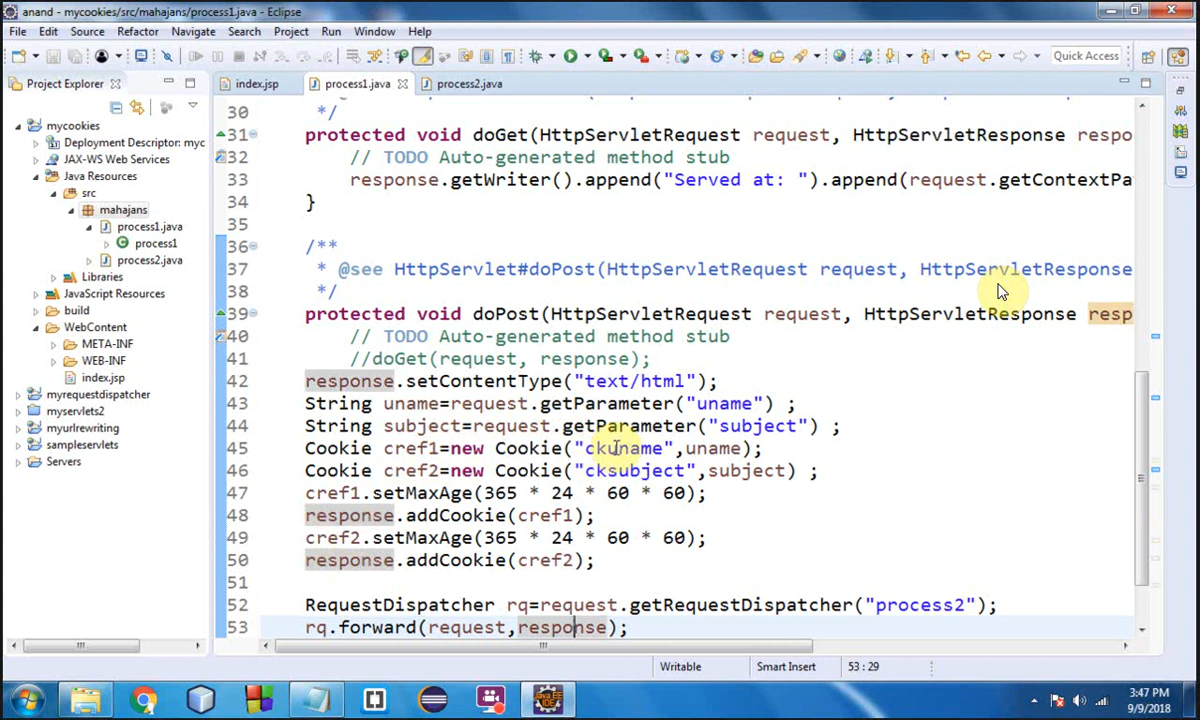 anand - mycookies/src/mahajans/process1.java - Eclipse
File Edit Source Refactor Navigate Search Project Run Window Help
Quick Access
Project Explorer
index.jsp
process1.java
process2.java
mycookies
Deployment Descriptor: myc
JAX-WS Web Services
Java Resources
src
mahajans
process1.java
process1
process2.java
Libraries
JavaScript Resources
build
WebContent
META-INF
WEB-INF
index.jsp
myrequestdispatcher
myservlets2
myurlrewriting
sampleservlets
Servers
30 */
31 protected void doGet(HttpServletRequest request, HttpServletResponse respo
32 // TODO Auto-generated method stub
33 response.getWriter().append("Served at: ").append(request.getContextPa
34 }
35
36 /**
37 * @see HttpServlet#doPost(HttpServletRequest request, HttpServletResponse
38 */
39 protected void doPost(HttpServletRequest request, HttpServletResponse resp
40 // TODO Auto-generated method stub
41 //doGet(request, response);
42 response.setContentType("text/html");
43 String uname=request.getParameter("uname") ;
44 String subject=request.getParameter("subject") ;
45 Cookie cref1=new Cookie("ckuname",uname);
46 Cookie cref2=new Cookie("cksubject",subject) ;
47 cref1.setMaxAge(365 * 24 * 60 * 60);
48 response.addCookie(cref1);
49 cref2.setMaxAge(365 * 24 * 60 * 60);
50 response.addCookie(cref2);
51
52 RequestDispatcher rq=request.getRequestDispatcher("process2");
53 rq.forward(request,response);
Writable
Smart Insert
53 : 29
3:47 PM
9/9/2018